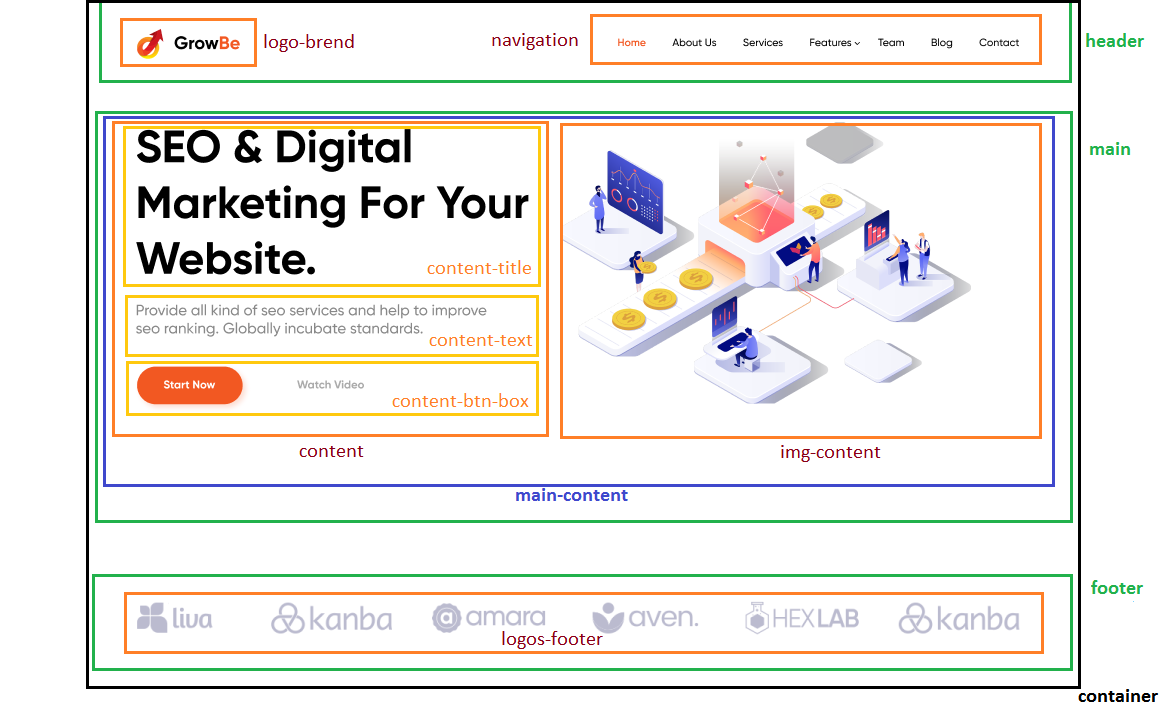 GrowBe
logo-brend
navigation
Home About Us Services Features Team Blog Contact
header
main
SEO & Digital
Marketing For Your
Website.
content-title
Provide all kind of seo services and help to improve
seo ranking. Globally incubate standards.
content-text
Start Now
Watch Video
content-btn-box
content
img-content
main-content
footer
liva kanba amara aven. HEXLAB kanba
logos-footer
container